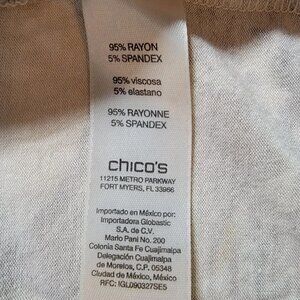 95% RAYON
5% SPANDEX
95% viscosa
5% elastano
95% RAYONNE
5% SPANDEX
chico's
11215 METRO PARKWAY
FORT MYERS, FL 33966
Importado en México por:
Importadora Globastic
S.A. de C.V.
Mario Pani No. 200
Colonia Santa Fe Cuajimalpa
Delegación Cuajimalpa
de Morelos, C.P. 05348
Ciudad de México, México
RFC: IGL090327SE5